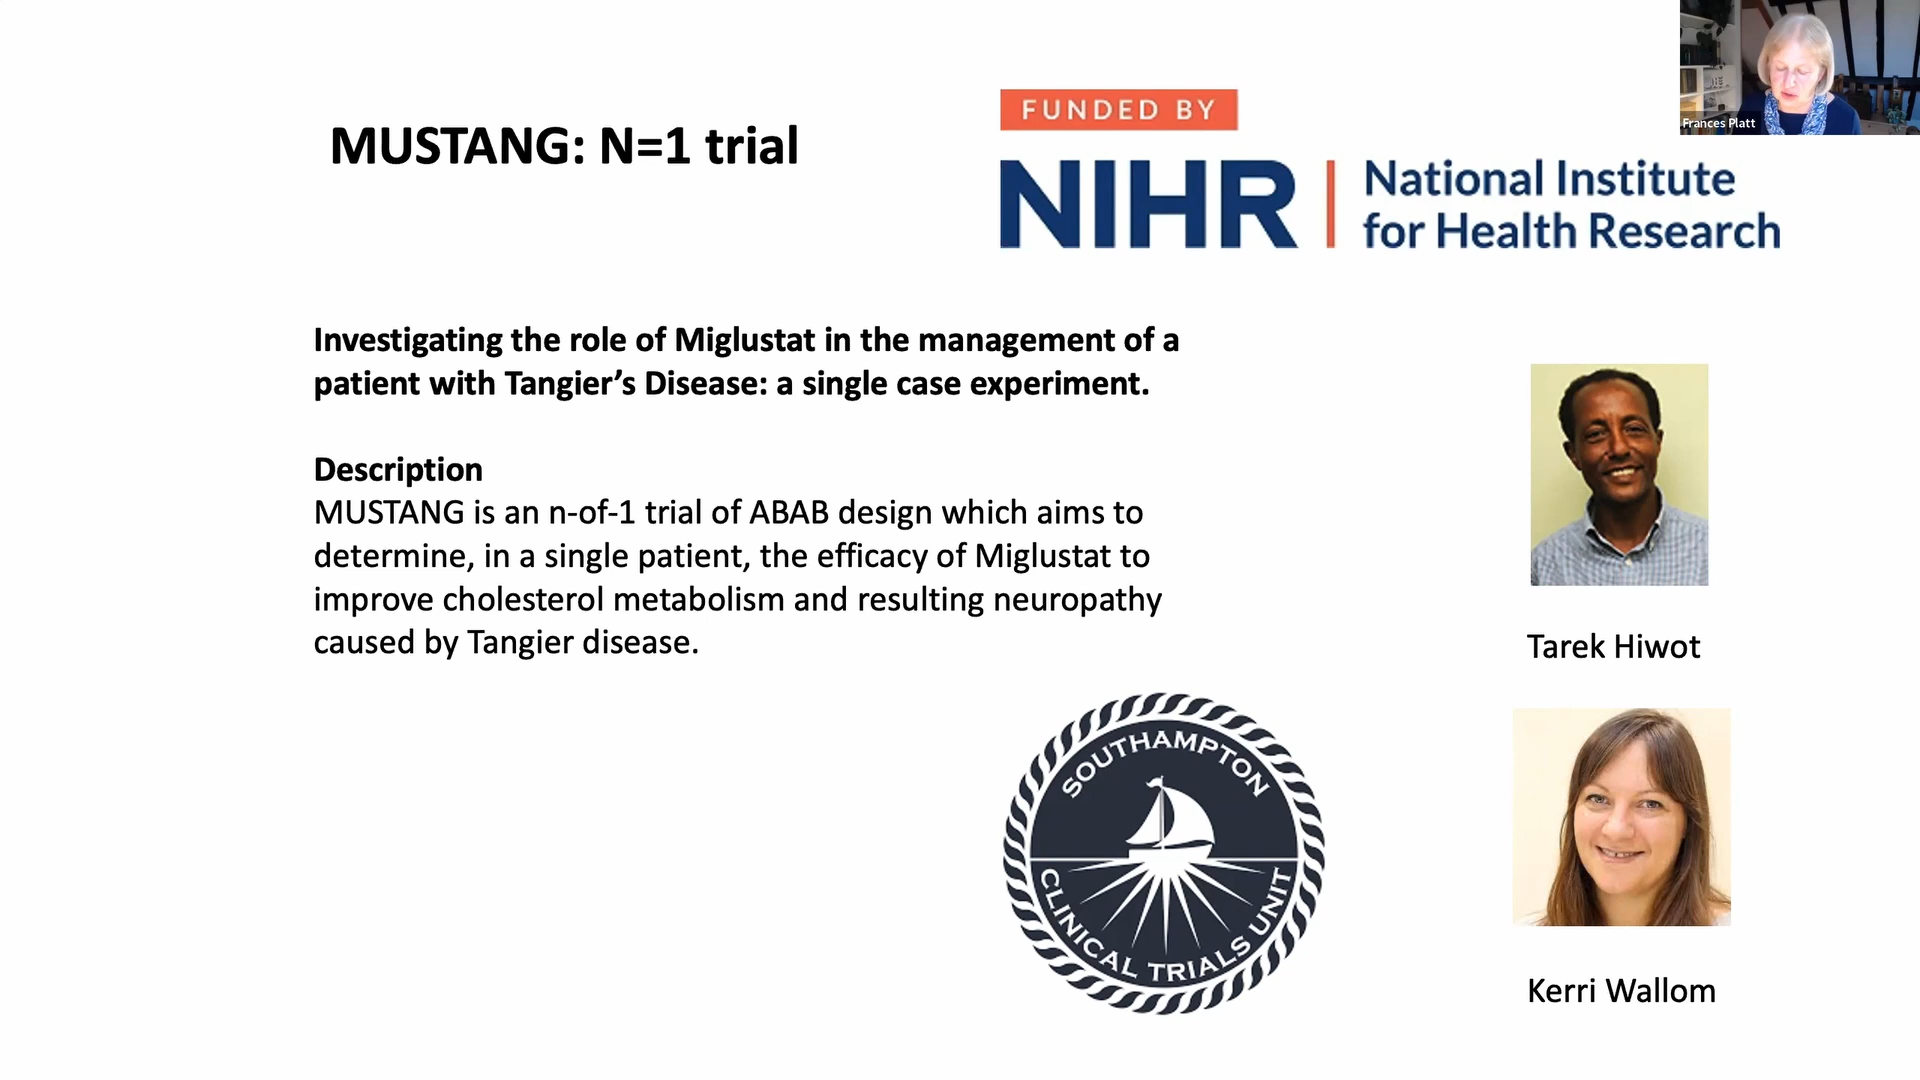 Frances Platt
FUNDED BY
MUSTANG: N=1 trial
NIHR
National Institute
for Health Research
Investigating the role of Miglustat in the management of a
patient with Tangier’s Disease: a single case experiment.
Description
MUSTANG is an n-of-1 trial of ABAB design which aims to
determine, in a single patient, the efficacy of Miglustat to
improve cholesterol metabolism and resulting neuropathy
caused by Tangier disease.
Tarek Hiwot
SOUTHAMPTON
CLINICAL TRIALS UNIT
Kerri Wallom